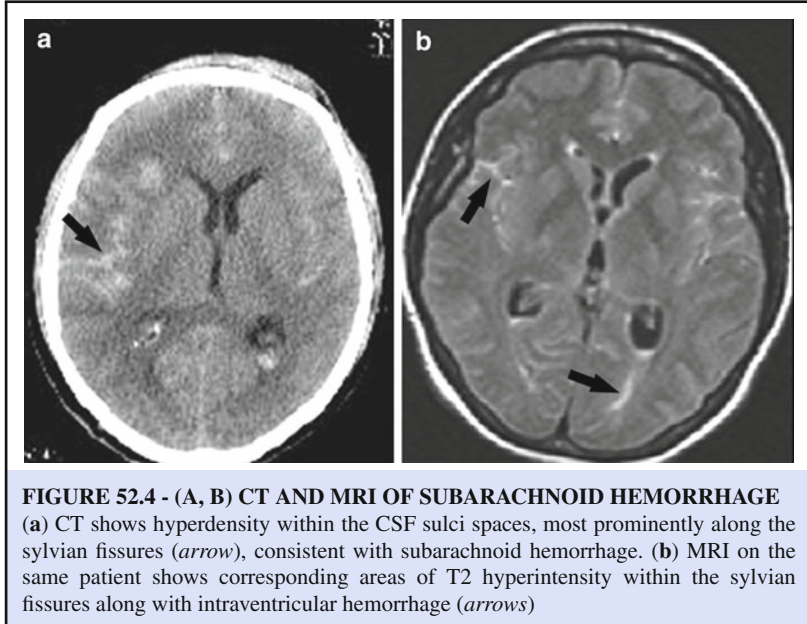 a
b
FIGURE 52.4 - (A, B) CT AND MRI OF SUBARACHNOID HEMORRHAGE
(a) CT shows hyperdensity within the CSF sulci spaces, most prominently along the
sylvian fissures (arrow), consistent with subarachnoid hemorrhage. (b) MRI on the
same patient shows corresponding areas of T2 hyperintensity within the sylvian
fissures along with intraventricular hemorrhage (arrows)